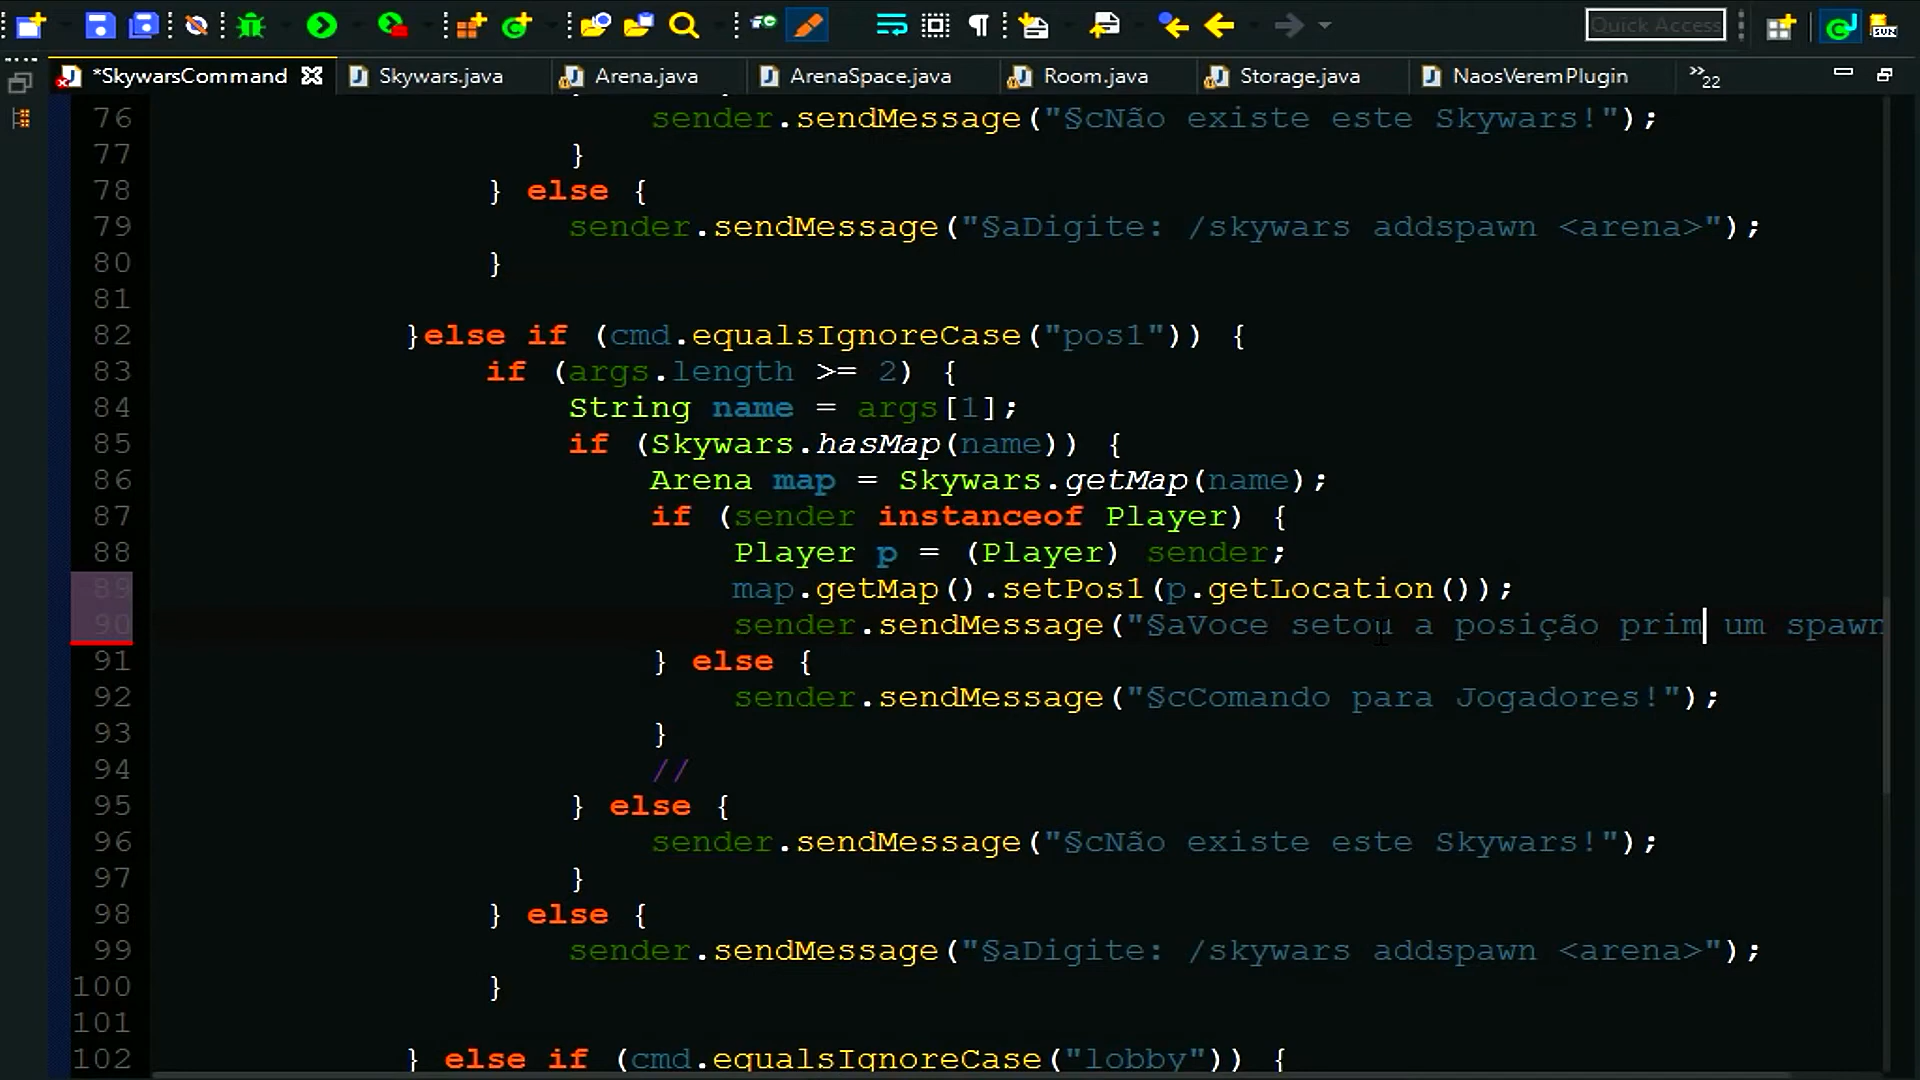 Quick Access
*SkywarsCommand Skywars.java Arena.java ArenaSpace.java Room.java Storage.java NaosVeremPlugin »22
76 sender.sendMessage("§cNão existe este Skywars!");
77 }
78 } else {
79 sender.sendMessage("§aDigite: /skywars addspawn <arena>");
80 }
81
82 }else if (cmd.equalsIgnoreCase("pos1")) {
83 if (args.length >= 2) {
84 String name = args[1];
85 if (Skywars.hasMap(name)) {
86 Arena map = Skywars.getMap(name);
87 if (sender instanceof Player) {
88 Player p = (Player) sender;
89 map.getMap().setPos1(p.getLocation());
90 sender.sendMessage("§aVoce setou a posição prim um spawn
91 } else {
92 sender.sendMessage("§cComando para Jogadores!");
93 }
94 //
95 } else {
96 sender.sendMessage("§cNão existe este Skywars!");
97 }
98 } else {
99 sender.sendMessage("§aDigite: /skywars addspawn <arena>");
100 }
101
102 } else if (cmd.equalsIgnoreCase("lobby")) {